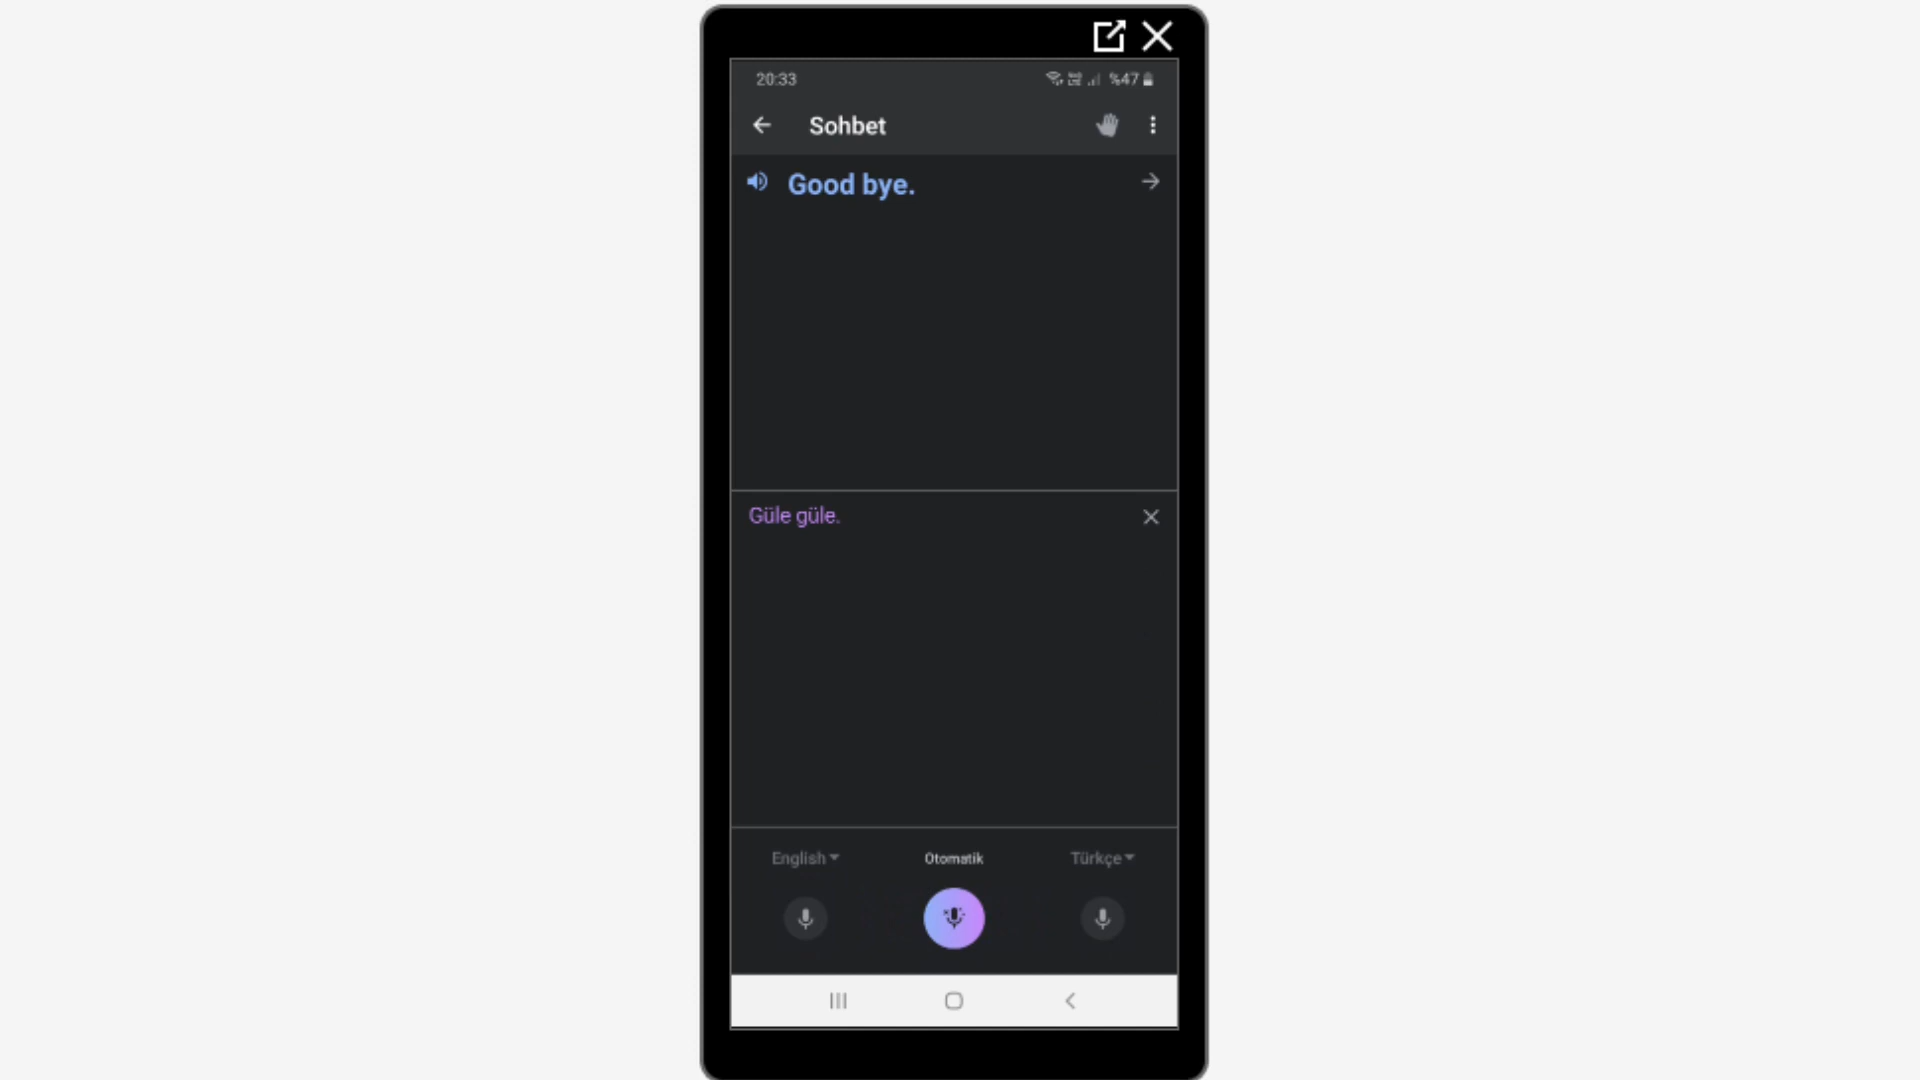 20:33
%47
Sohbet
Good bye.
Güle güle.
English
Otomatik
Türkçe